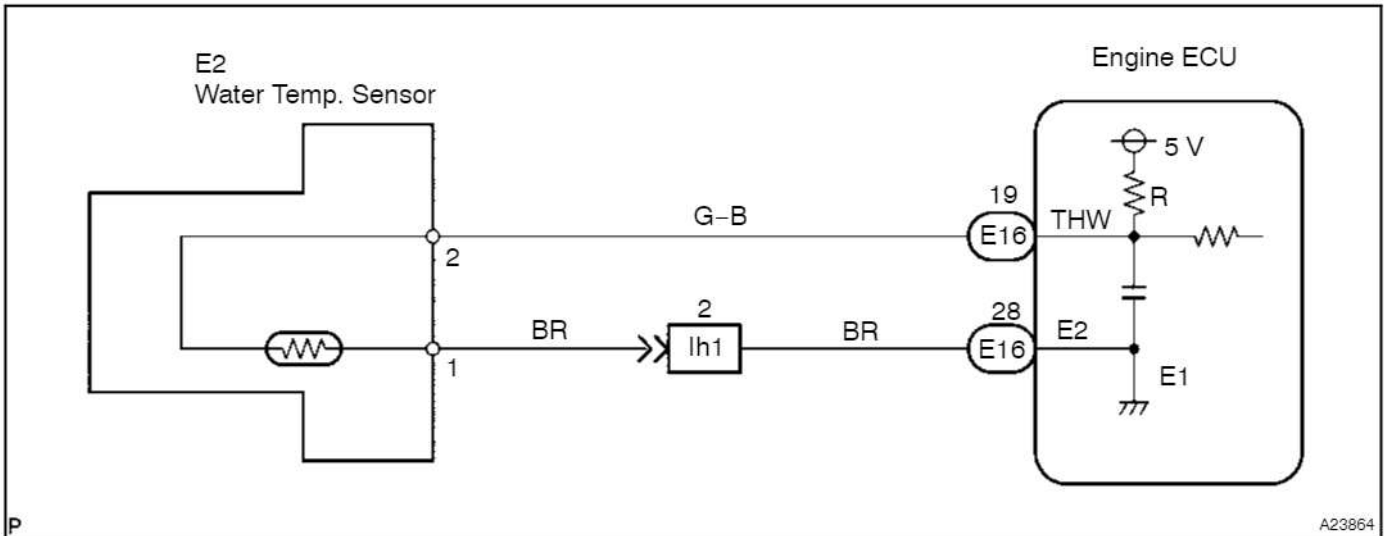 E2
Water Temp. Sensor
Engine ECU
5 V
R
19
G–B
E16
THW
2
2
28
BR
Ih1
BR
E16
E2
1
E1
P
A23864